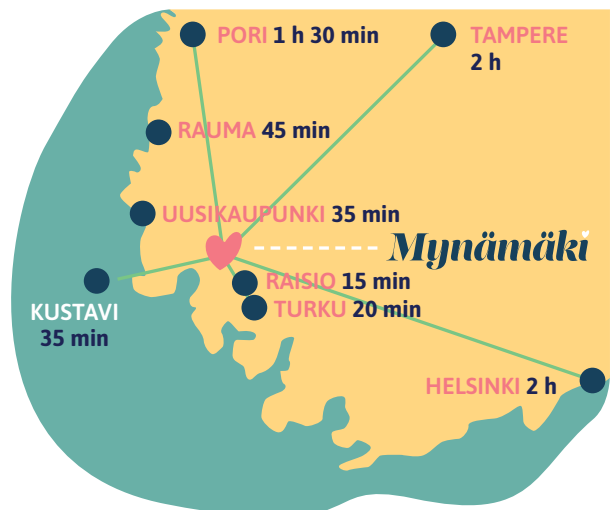 PORI 1 h 30 min
TAMPERE
2 h
RAUMA 45 min
UUSIKAUPUNKI 35 min
Mynämäki
RAISIO 15 min
KUSTAVI
35 min
TURKU 20 min
HELSINKI 2 h